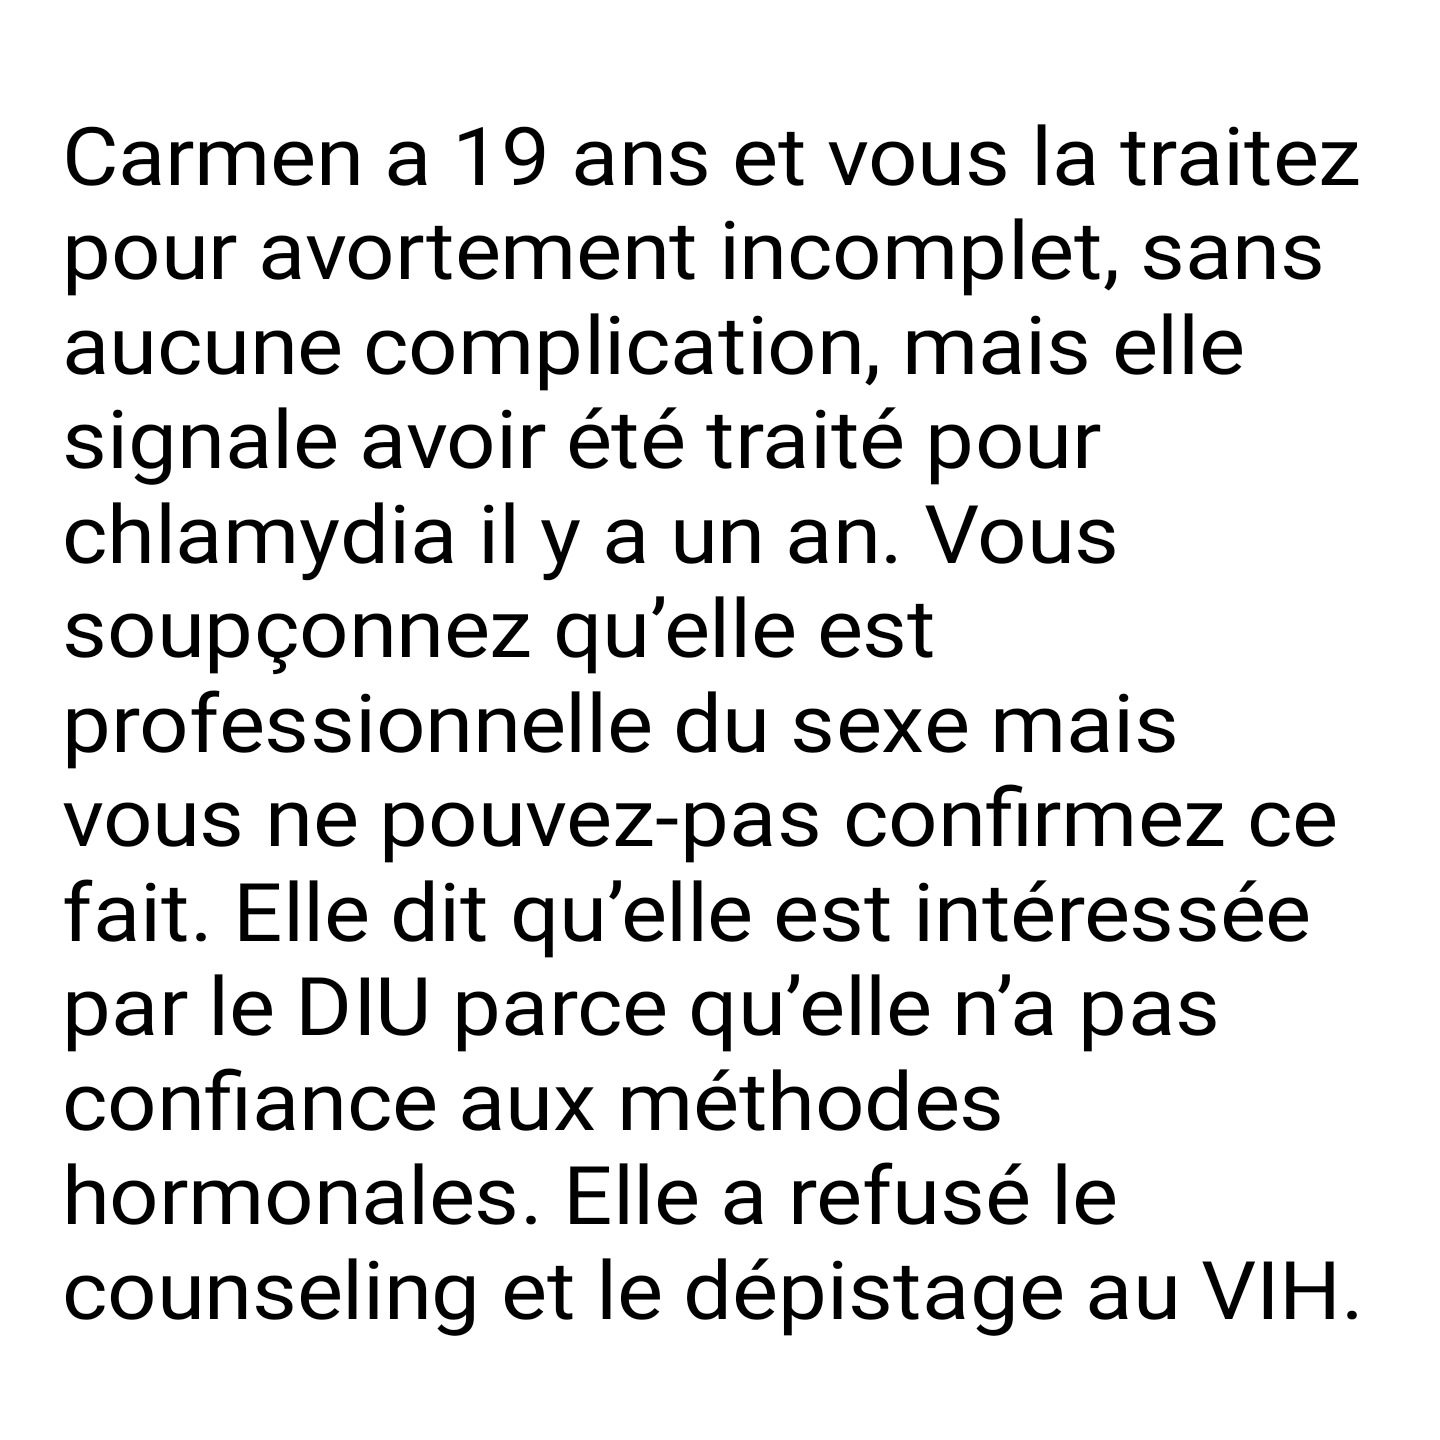 Carmen a 19 ans et vous la traitez
pour avortement incomplet, sans
aucune complication, mais elle
signale avoir été traité pour
chlamydia il y a un an. Vous
soupçonnez qu’elle est
professionnelle du sexe mais
vous ne pouvez-pas confirmez ce
fait. Elle dit qu’elle est intéressée
par le DIU parce qu’elle n’a pas
confiance aux méthodes
hormonales. Elle a refusé le
counseling et le dépistage au VIH.